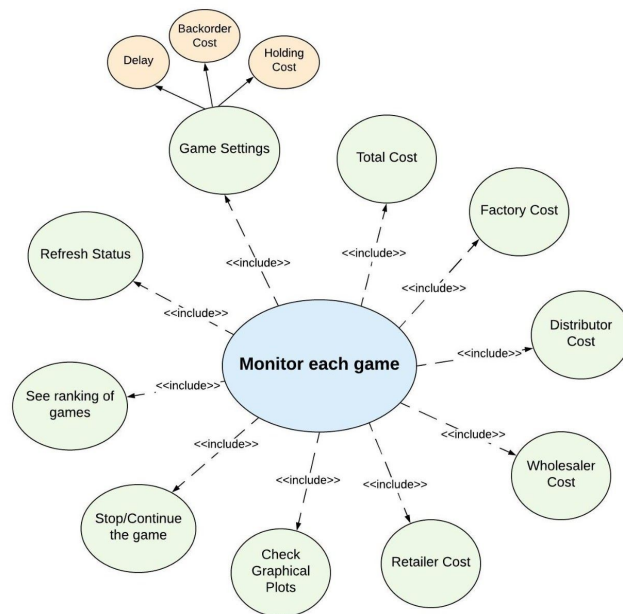 Backorder
Cost
Delay
Holding
Cost
Game Settings
Total Cost
Factory Cost
<<include>>
<<include>>
<<include>>
Refresh Status
<<include>>
Distributor
Cost
<<include>>
Monitor each game
See ranking of
games
<<include>>
<<include>>
<<include>>
<<include>>
<<include>>
Wholesaler
Cost
Stop/Continue
the game
Check
Graphical
Plots
Retailer Cost